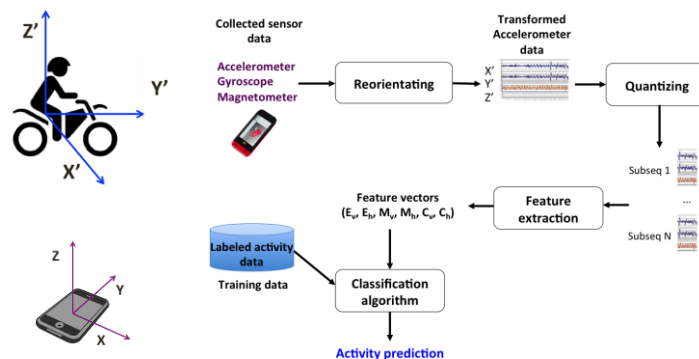 Z'
Y'
X'
Collected sensor
data
Accelerometer
Gyroscope
Magnetometer
Reorientating
Transformed
Accelerometer
data
X'
Y'
Z'
Quantizing
Subseq 1
...
Subseq N
Feature
extraction
Feature vectors
(Eᵥ, Eₕ, Mᵥ, Mₕ, Cᵥ, Cₕ)
Labeled activity
data
Training data
Classification
algorithm
Activity prediction
Z
Y
X